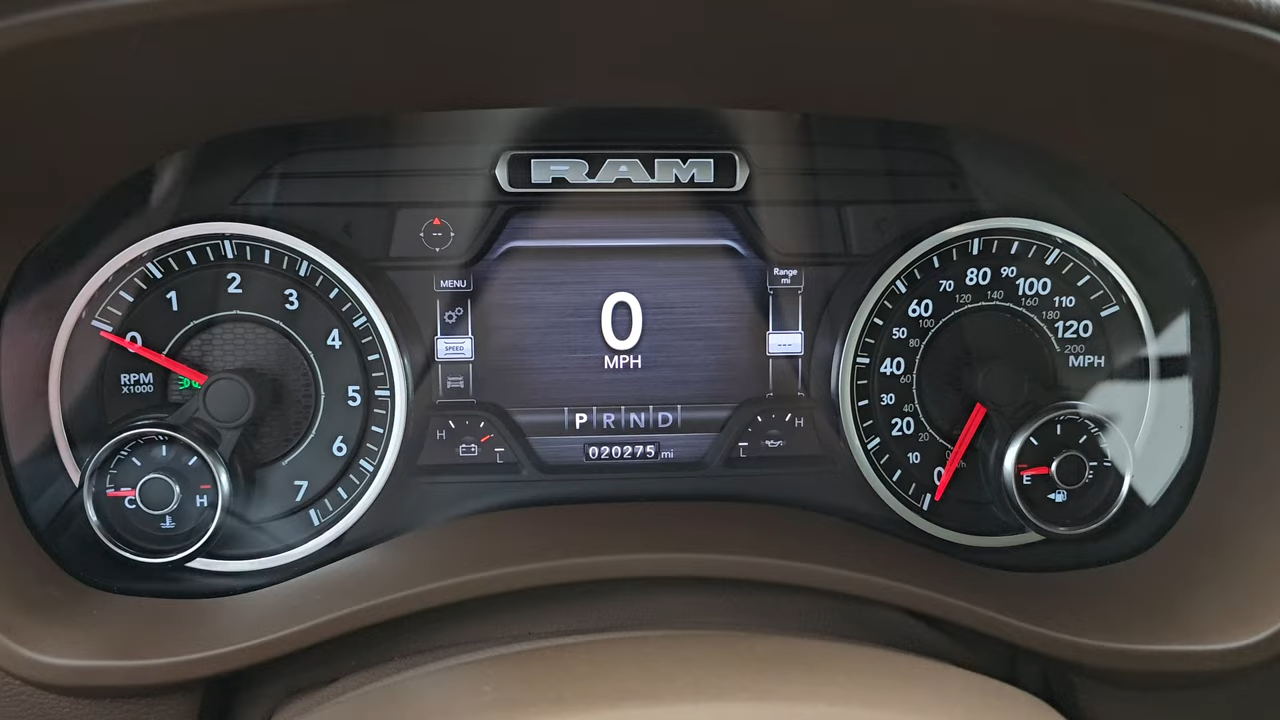 RAM
--
MENU
SPEED
Range
mi
---
0
MPH
P R N D
020275 mi
H
L
H
L
0 1 2 3 4 5 6 7
RPM
X1000
C H
0 10 20 30 40 50 60 70 80 90 100 110 120
20 40 60 80 100 120 140 160 180 200
MPH
E